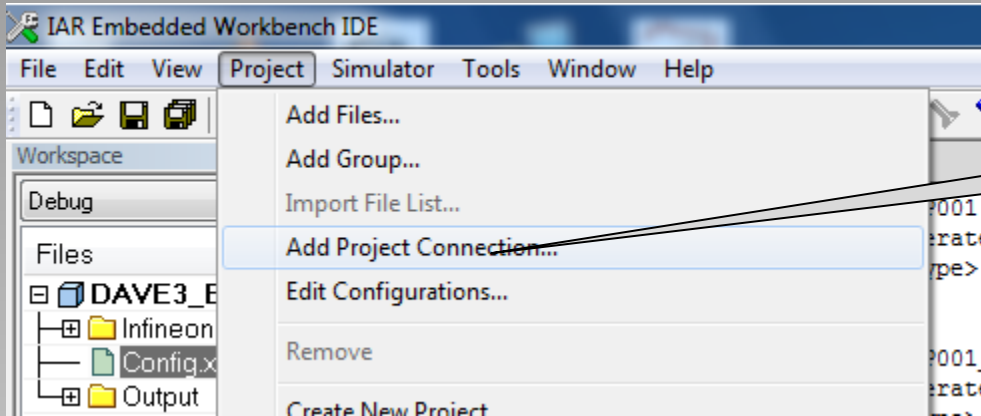 IAR Embedded Workbench IDE
File Edit View Project Simulator Tools Window Help
Add Files...
Workspace
Add Group...
Debug
Import File List...
Files
Add Project Connection...
DAVE3_E
Edit Configurations...
Infineon
Config.x
Remove
Output
Create New Project